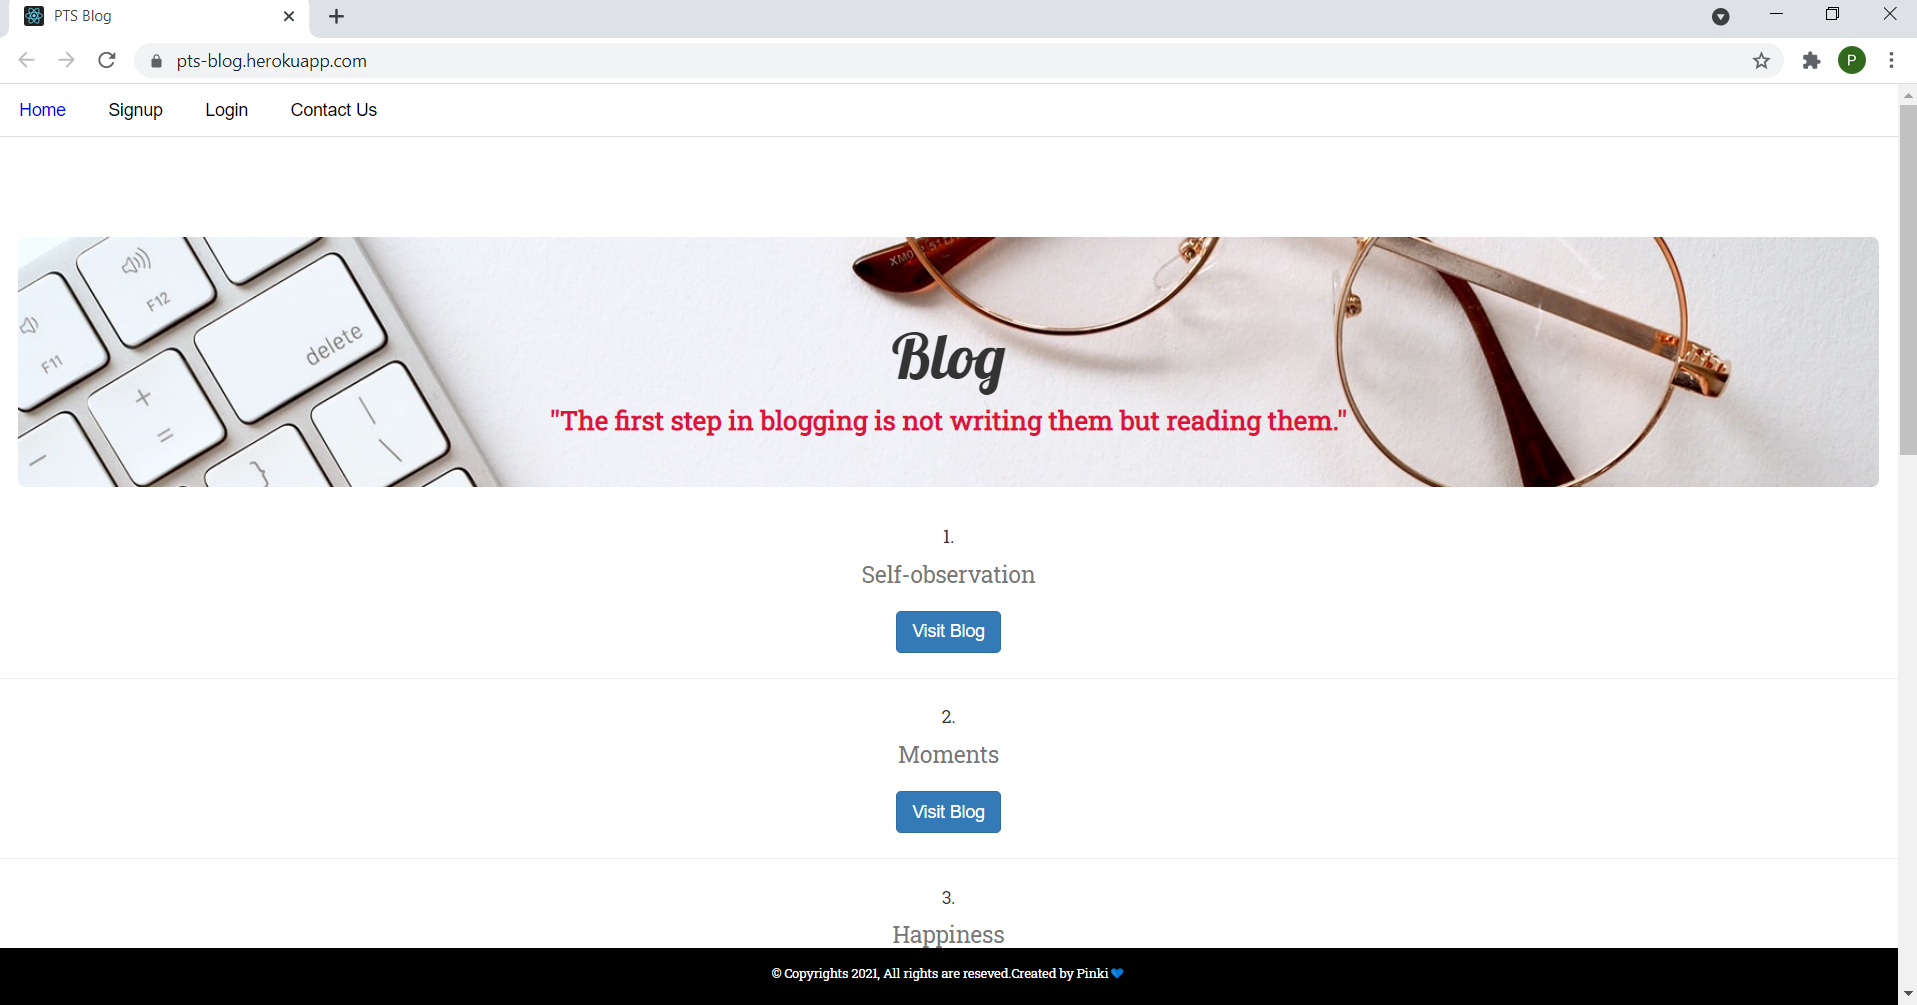 PTS Blog
pts-blog.herokuapp.com
P
Home Signup Login Contact Us
F12
F11
delete
Blog
"The first step in blogging is not writing them but reading them."
1.
Self-observation
Visit Blog
2.
Moments
Visit Blog
3.
Happiness
© Copyrights 2021, All rights are reseved.Created by Pinki